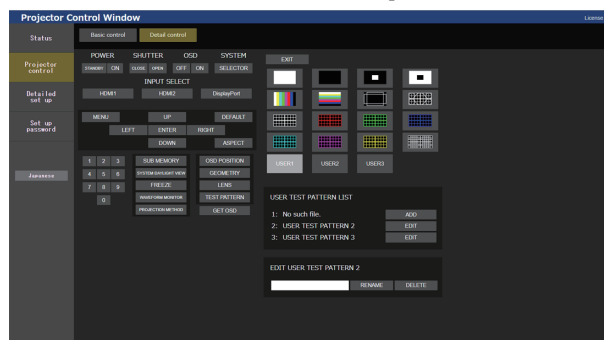 Projector Control Window
License
Status
Projector
control
Detailed
set up
Set up
password
Japanese
Basic control
Detail control
POWER SHUTTER OSD SYSTEM
STANDBY ON CLOSE OPEN OFF ON SELECTOR
INPUT SELECT
HDMI1 HDMI2 DisplayPort
MENU UP DEFAULT
LEFT ENTER RIGHT
DOWN ASPECT
1 2 3 SUB MEMORY OSD POSITION
4 5 6 SYSTEM DAYLIGHT VIEW GEOMETRY
7 8 9 FREEZE LENS
0 WAVEFORM MONITOR TEST PATTERN
PROJECTION METHOD GET OSD
EXIT
USER1 USER2 USER3
USER TEST PATTERN LIST
1: No such file. ADD
2: USER TEST PATTERN 2 EDIT
3: USER TEST PATTERN 3 EDIT
EDIT USER TEST PATTERN 2
RENAME DELETE